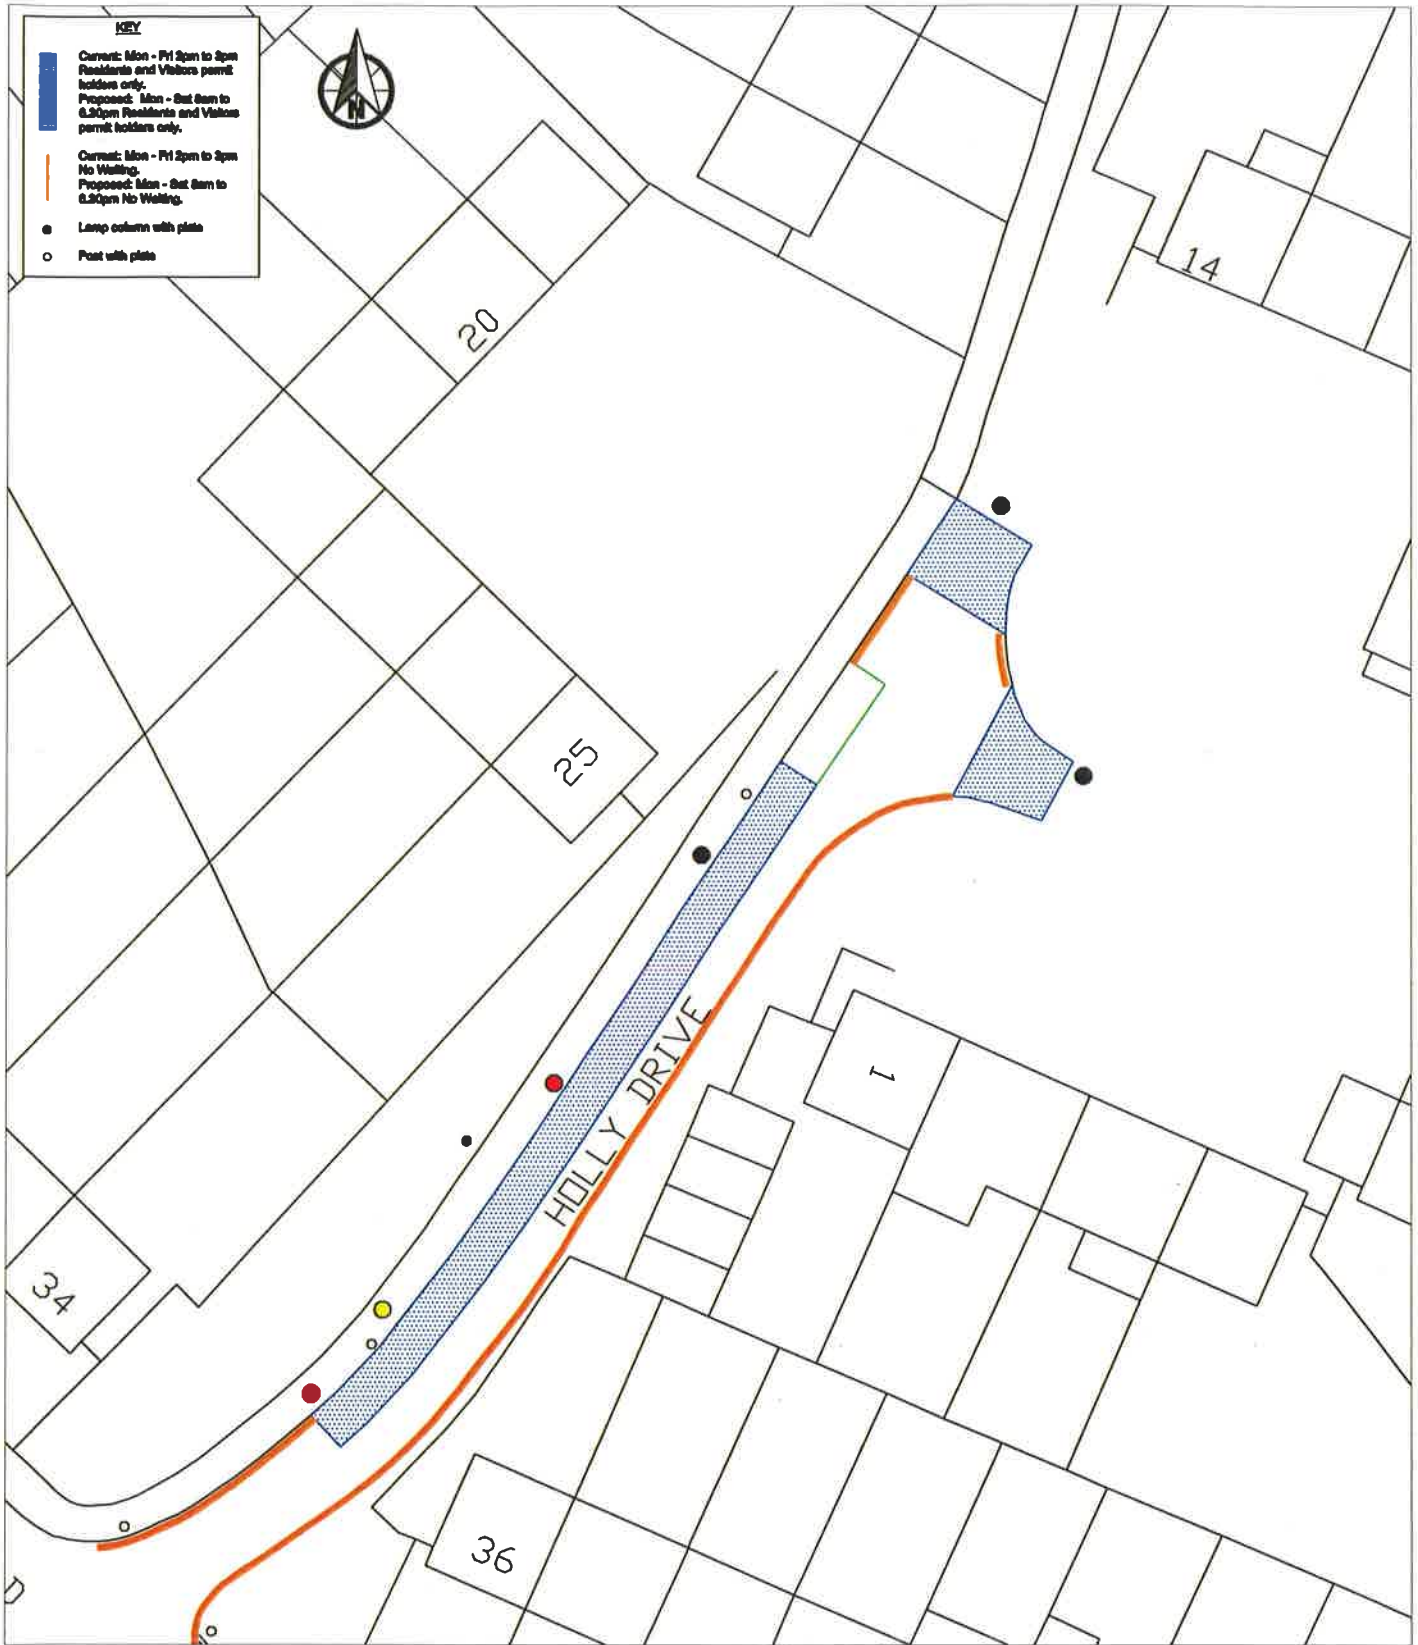 KEY
Current: Mon - Fri 2pm to 3pm
Residents and Visitors permit
holders only.
Proposed: Mon - Sat 8am to
6.30pm Residents and Visitors
permit holders only.
Current: Mon - Fri 2pm to 3pm
No Waiting.
Proposed: Mon - Sat 8am to
6.30pm No Waiting.
Lamp column with plate
Post with plate
N
14
20
25
HOLLY DRIVE
1
34
36
D